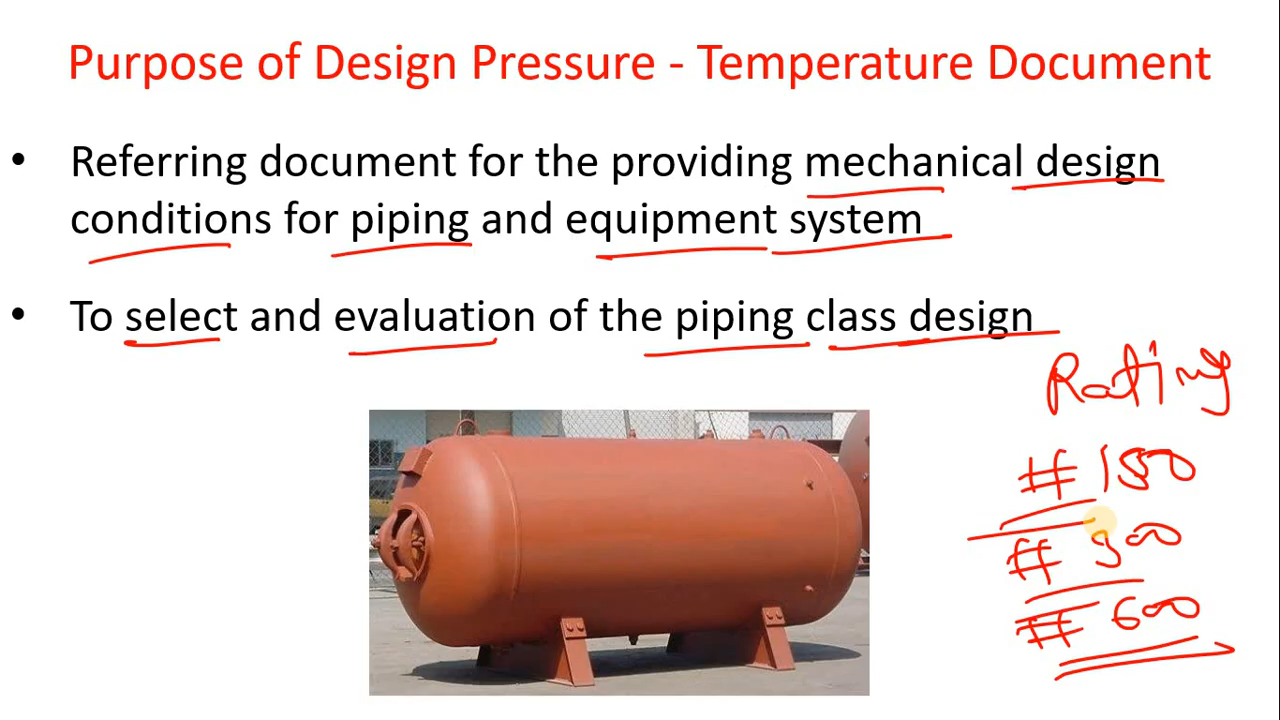 Purpose of Design Pressure - Temperature Document
• Referring document for the providing mechanical design
conditions for piping and equipment system
• To select and evaluation of the piping class design
Rating
# 150
# 300
# 600